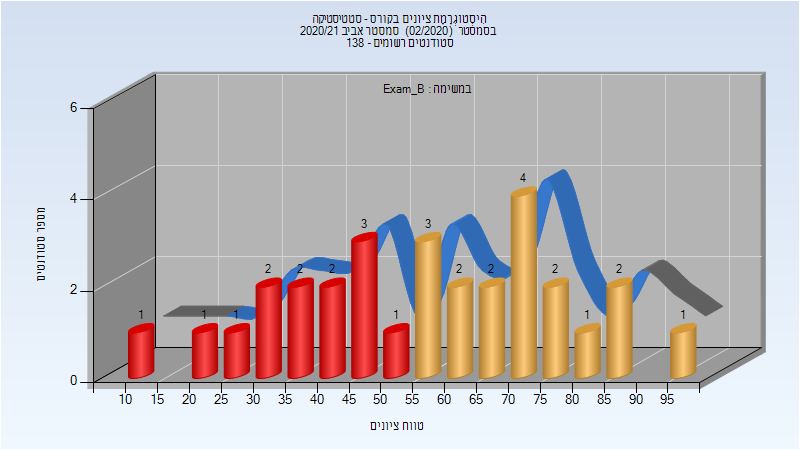 היסטוגרמת ציונים בקורס - סטטיסטיקה
בסמסטר (02/2020) סמסטר אביב 2020/21
סטודנטים רשומים - 138
במשימה : Exam_B
מספר סטודנטים
6
4
2
0
1
1
1
2
2
2
3
1
3
2
2
4
2
1
2
1
10 15 20 25 30 35 40 45 50 55 60 65 70 75 80 85 90 95
טווח ציונים